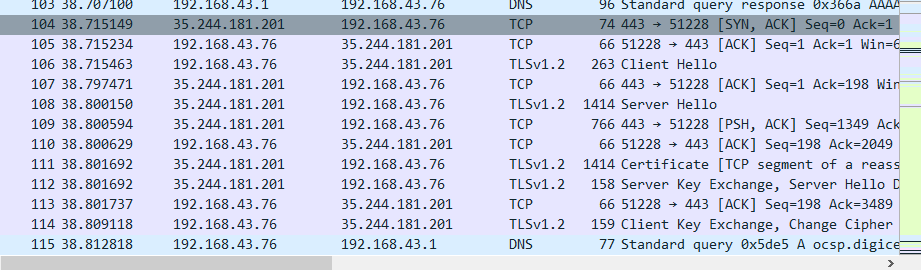 103 38.707100 192.168.43.1 192.168.43.76 DNS 96 Standard query response 0x366a AAAA
104 38.715149 35.244.181.201 192.168.43.76 TCP 74 443 → 51228 [SYN, ACK] Seq=0 Ack=1
105 38.715234 192.168.43.76 35.244.181.201 TCP 66 51228 → 443 [ACK] Seq=1 Ack=1 Win=6
106 38.715463 192.168.43.76 35.244.181.201 TLSv1.2 263 Client Hello
107 38.797471 35.244.181.201 192.168.43.76 TCP 66 443 → 51228 [ACK] Seq=1 Ack=198 Win
108 38.800150 35.244.181.201 192.168.43.76 TLSv1.2 1414 Server Hello
109 38.800594 35.244.181.201 192.168.43.76 TCP 766 443 → 51228 [PSH, ACK] Seq=1349 Ack
110 38.800629 192.168.43.76 35.244.181.201 TCP 66 51228 → 443 [ACK] Seq=198 Ack=2049
111 38.801692 35.244.181.201 192.168.43.76 TLSv1.2 1414 Certificate [TCP segment of a reass
112 38.801692 35.244.181.201 192.168.43.76 TLSv1.2 158 Server Key Exchange, Server Hello D
113 38.801737 192.168.43.76 35.244.181.201 TCP 66 51228 → 443 [ACK] Seq=198 Ack=3489
114 38.809118 192.168.43.76 35.244.181.201 TLSv1.2 159 Client Key Exchange, Change Cipher
115 38.812818 192.168.43.76 192.168.43.1 DNS 77 Standard query 0x5de5 A ocsp.digice